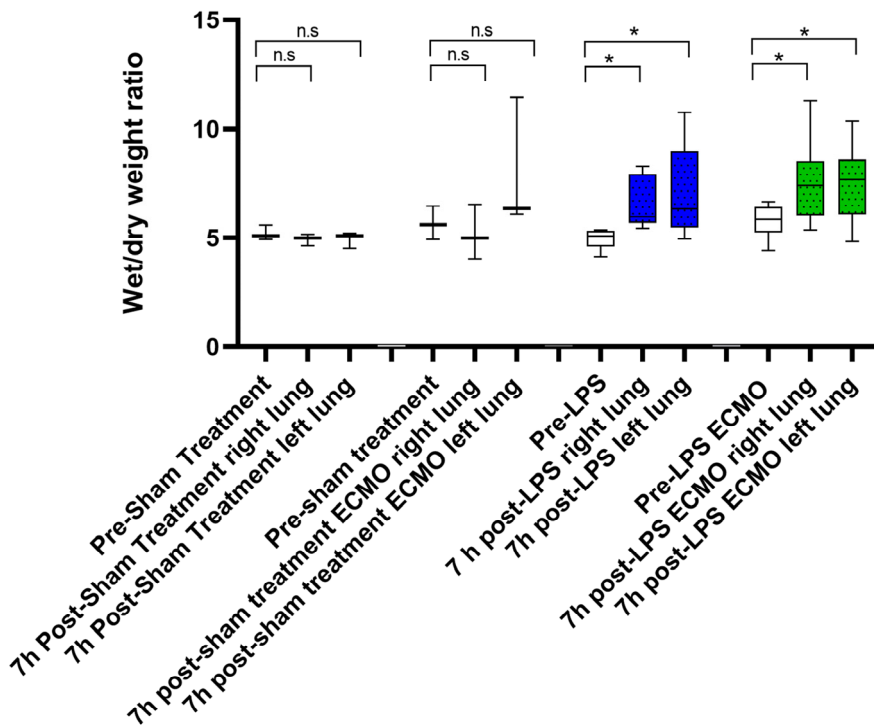 15
10
5
0
Wet/dry weight ratio
n.s
n.s
n.s
n.s
*
*
*
*
Pre-Sham Treatment
7h Post-Sham Treatment right lung
7h Post-Sham Treatment left lung
Pre-sham treatment
7h post-sham treatment ECMO right lung
7h post-sham treatment ECMO left lung
Pre-LPS
7 h post-LPS right lung
7h post-LPS left lung
Pre-LPS ECMO
7h post-LPS ECMO right lung
7h post-LPS ECMO left lung